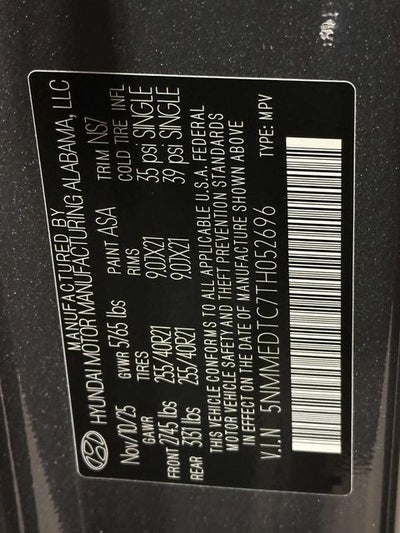 MANUFACTURED BY
HYUNDAI MOTOR MANUFACTURING ALABAMA, LLC
Nov/10/25 GVWR 5765 lbs PAINT ASA TRIM NS7
GAWR TIRES RIMS COLD TIRE INFL
FRONT 2745 lbs 255/40R21 9.0JX21 35 psi SINGLE
REAR 3351 lbs 255/40R21 9.0JX21 39 psi SINGLE
THIS VEHICLE CONFORMS TO ALL APPLICABLE U.S.A. FEDERAL
MOTOR VEHICLE SAFETY AND THEFT PREVENTION STANDARDS
IN EFFECT ON THE DATE OF MANUFACTURE SHOWN ABOVE
V.I.N 5NMMEDTC7TH052696 TYPE: MPV